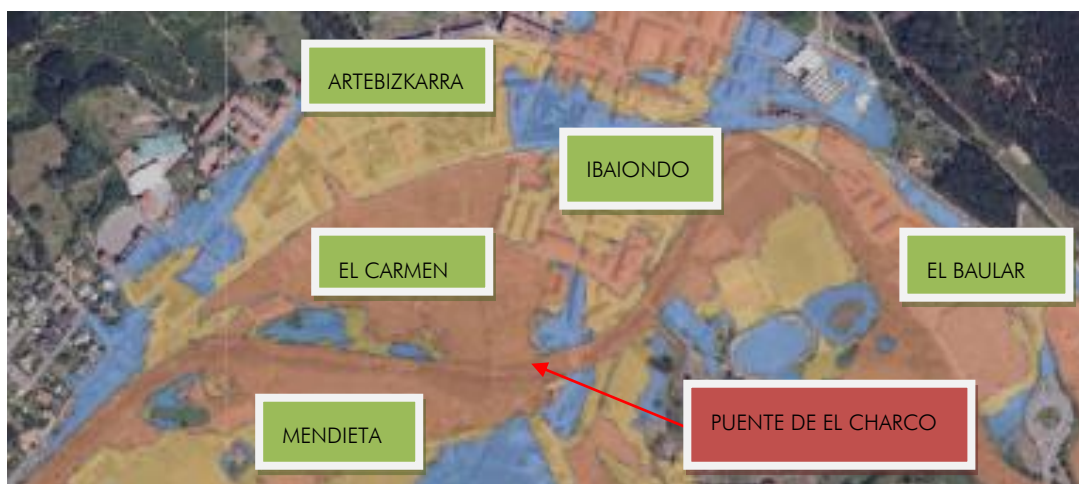 ARTEBIZKARRA
IBAIONDO
EL CARMEN
EL BAULAR
MENDIETA
PUENTE DE EL CHARCO